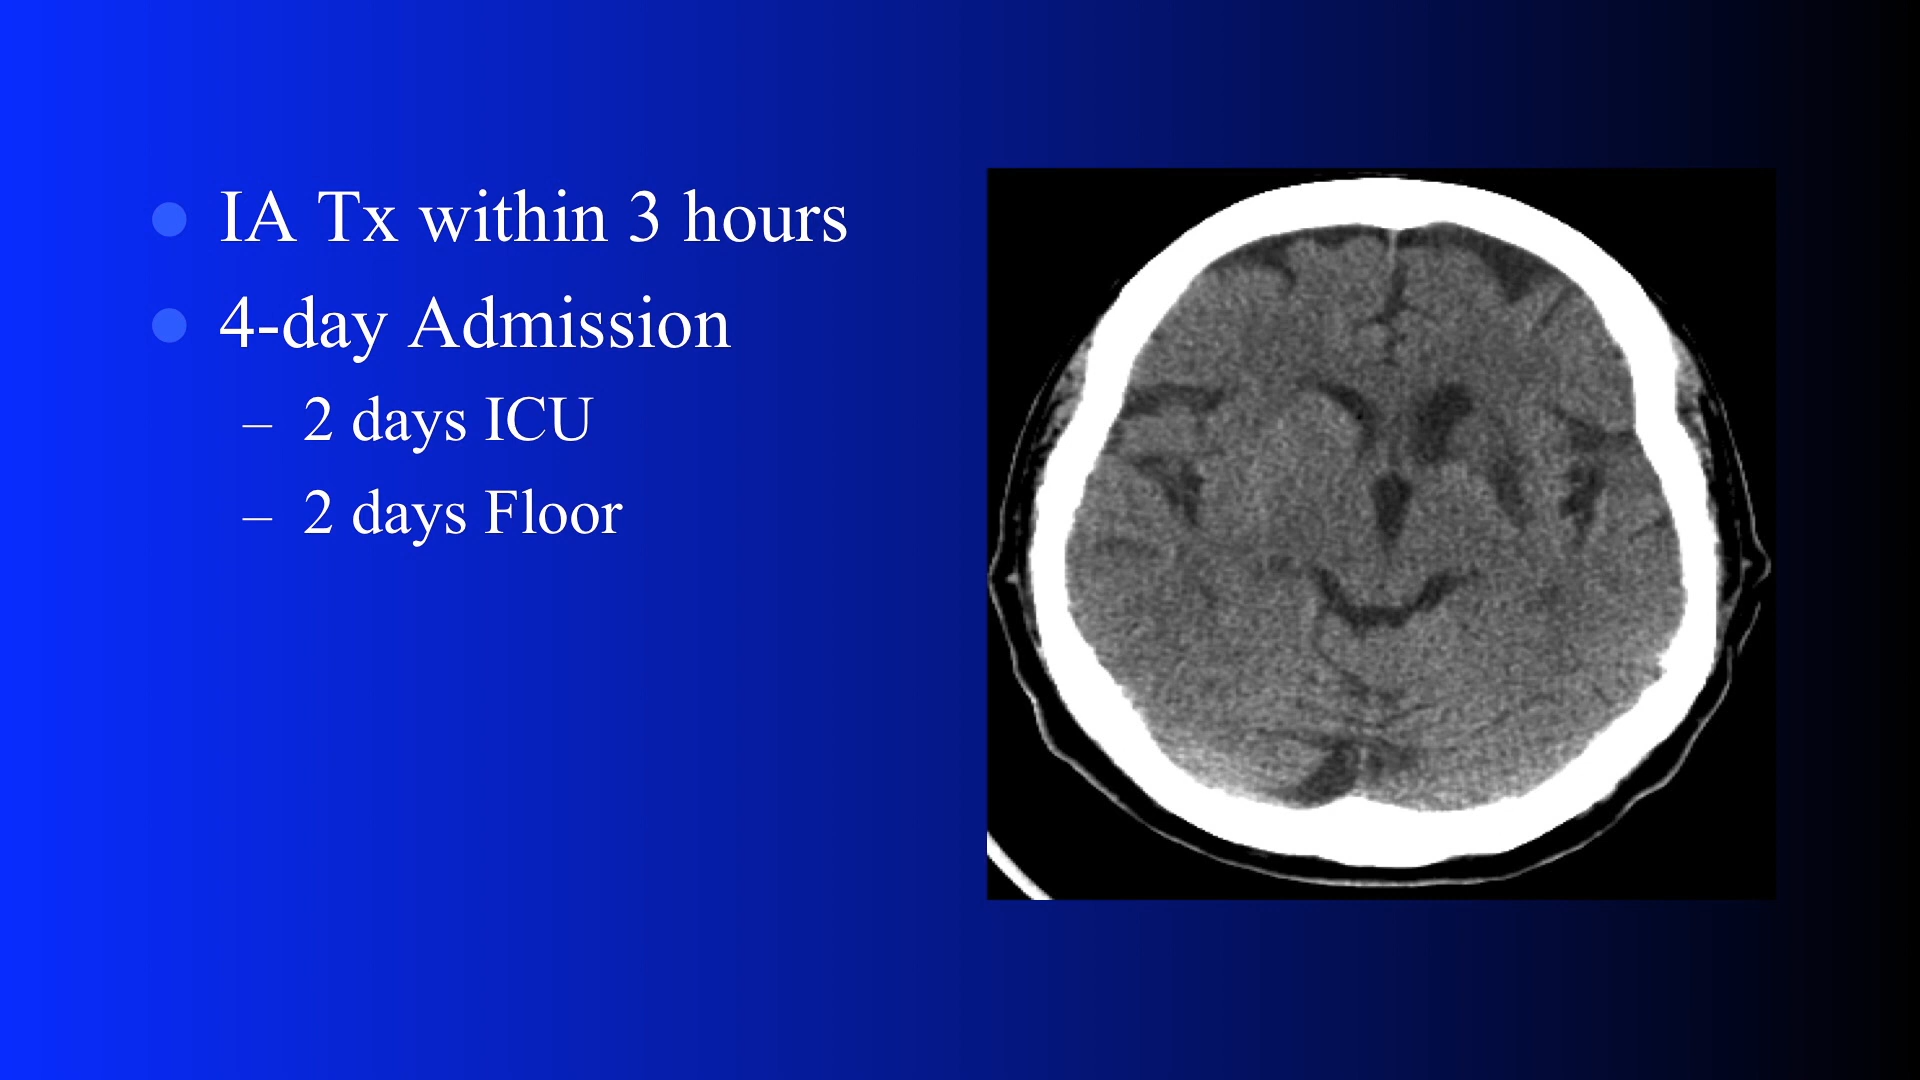 IA Tx within 3 hours
4-day Admission
– 2 days ICU
– 2 days Floor